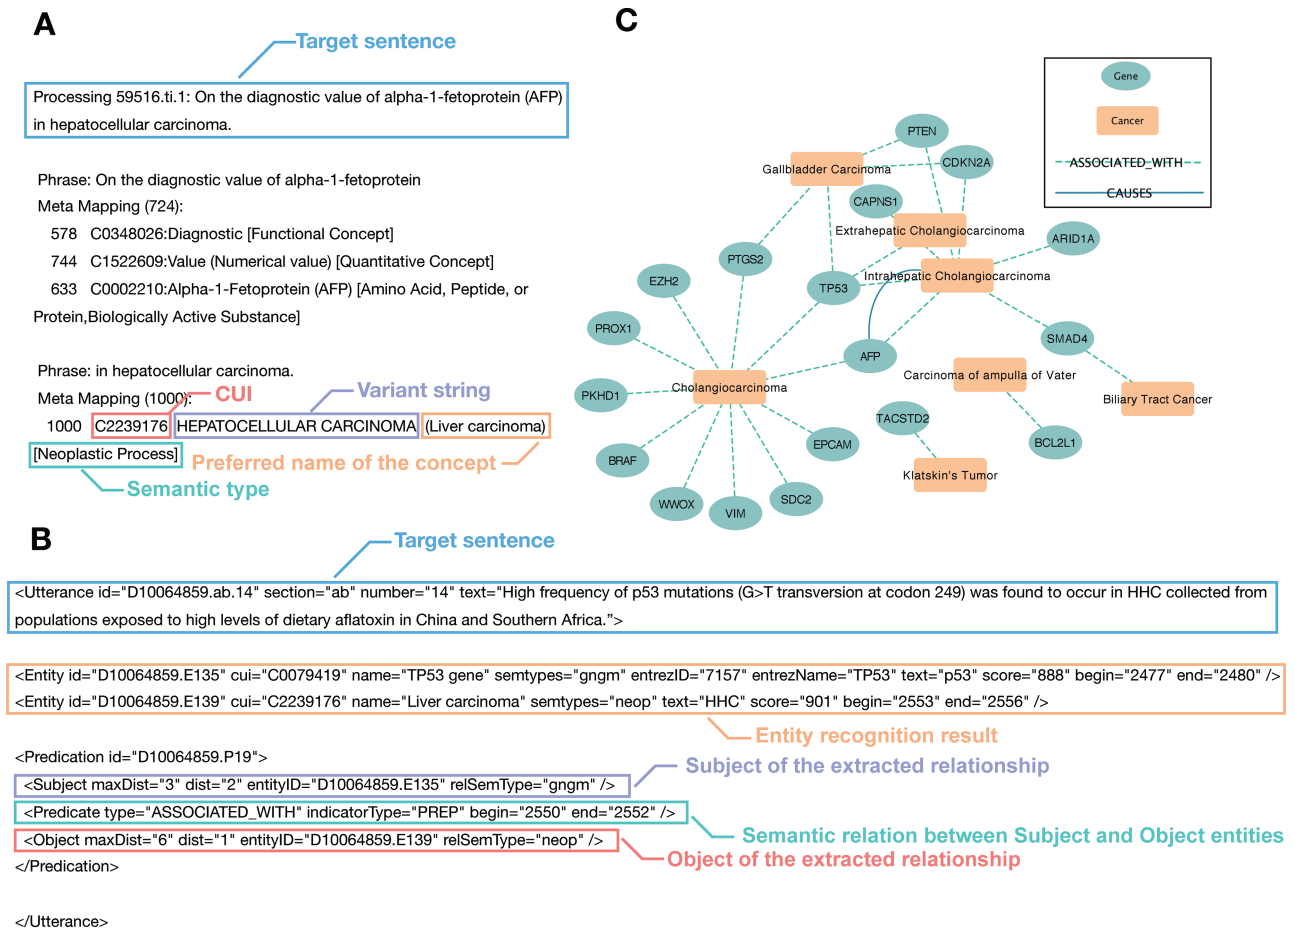 A
Target sentence
Processing 59516.ti.1: On the diagnostic value of alpha-1-fetoprotein (AFP)
in hepatocellular carcinoma.
Phrase: On the diagnostic value of alpha-1-fetoprotein
Meta Mapping (724):
578 C0348026:Diagnostic [Functional Concept]
744 C1522609:Value (Numerical value) [Quantitative Concept]
633 C0002210:Alpha-1-Fetoprotein (AFP) [Amino Acid, Peptide, or
Protein,Biologically Active Substance]
Phrase: in hepatocellular carcinoma.
Meta Mapping (1000):
CUI
Variant string
1000 C2239176 HEPATOCELLULAR CARCINOMA (Liver carcinoma)
[Neoplastic Process]
Preferred name of the concept
Semantic type
C
Gene
Cancer
ASSOCIATED_WITH
CAUSES
PTEN
Gallbladder Carcinoma
CDKN2A
CAPNS1
Extrahepatic Cholangiocarcinoma
ARID1A
PTGS2
Intrahepatic Cholangiocarcinoma
EZH2
TP53
PROX1
SMAD4
AFP
Carcinoma of ampulla of Vater
Cholangiocarcinoma
PKHD1
Biliary Tract Cancer
TACSTD2
EPCAM
BCL2L1
BRAF
Klatskin's Tumor
WWOX
VIM
SDC2
B
Target sentence
<Utterance id="D10064859.ab.14" section="ab" number="14" text="High frequency of p53 mutations (G>T transversion at codon 249) was found to occur in HHC collected from
populations exposed to high levels of dietary aflatoxin in China and Southern Africa.”>
<Entity id="D10064859.E135" cui="C0079419" name="TP53 gene" semtypes="gngm" entrezID="7157" entrezName="TP53" text="p53" score="888" begin="2477" end="2480" />
<Entity id="D10064859.E139" cui="C2239176" name="Liver carcinoma" semtypes="neop" text="HHC" score="901" begin="2553" end="2556" />
Entity recognition result
<Predication id="D10064859.P19">
Subject of the extracted relationship
<Subject maxDist="3" dist="2" entityID="D10064859.E135" relSemType="gngm" />
<Predicate type="ASSOCIATED_WITH" indicatorType="PREP" begin="2550" end="2552" />
Semantic relation between Subject and Object entities
<Object maxDist="6" dist="1" entityID="D10064859.E139" relSemType="neop" />
Object of the extracted relationship
</Predication>
</Utterance>